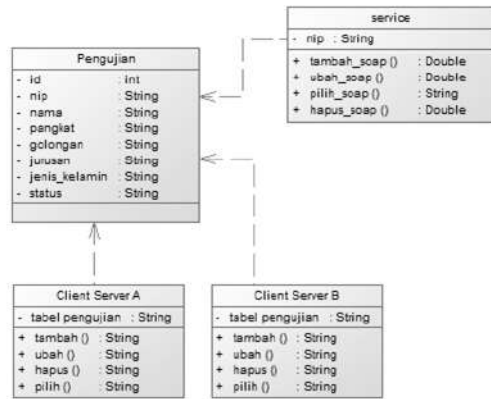 service
- nip : String
+ tambah_soap () : Double
+ ubah_soap () : Double
+ pilih_soap () : String
+ hapus_soap () : Double
Pengujian
- id : int
- nip : String
- nama : String
- pangkat : String
- golongan : String
- jurusan : String
- jenis_kelamin : String
- status : String
Client Server A
- tabel pengujian : String
+ tambah () : String
+ ubah () : String
+ hapus () : String
+ pilih () : String
Client Server B
- tabel pengujian : String
+ tambah () : String
+ ubah () : String
+ hapus () : String
+ pilih () : String